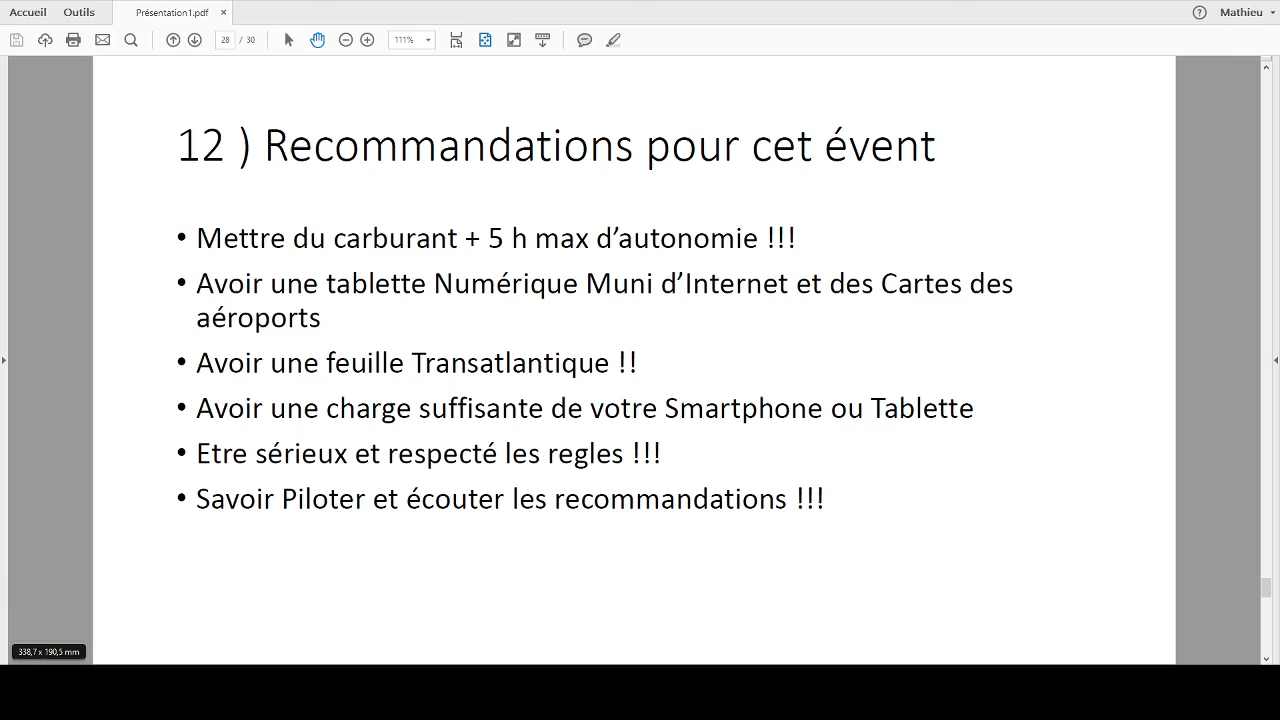 Accueil Outils Présentation1.pdf × ? Mathieu
28 / 30 111%
12 ) Recommandations pour cet évent
• Mettre du carburant + 5 h max d’autonomie !!!
• Avoir une tablette Numérique Muni d’Internet et des Cartes des
aéroports
• Avoir une feuille Transatlantique !!
• Avoir une charge suffisante de votre Smartphone ou Tablette
• Etre sérieux et respecté les regles !!!
• Savoir Piloter et écouter les recommandations !!!
338,7 x 190,5 mm